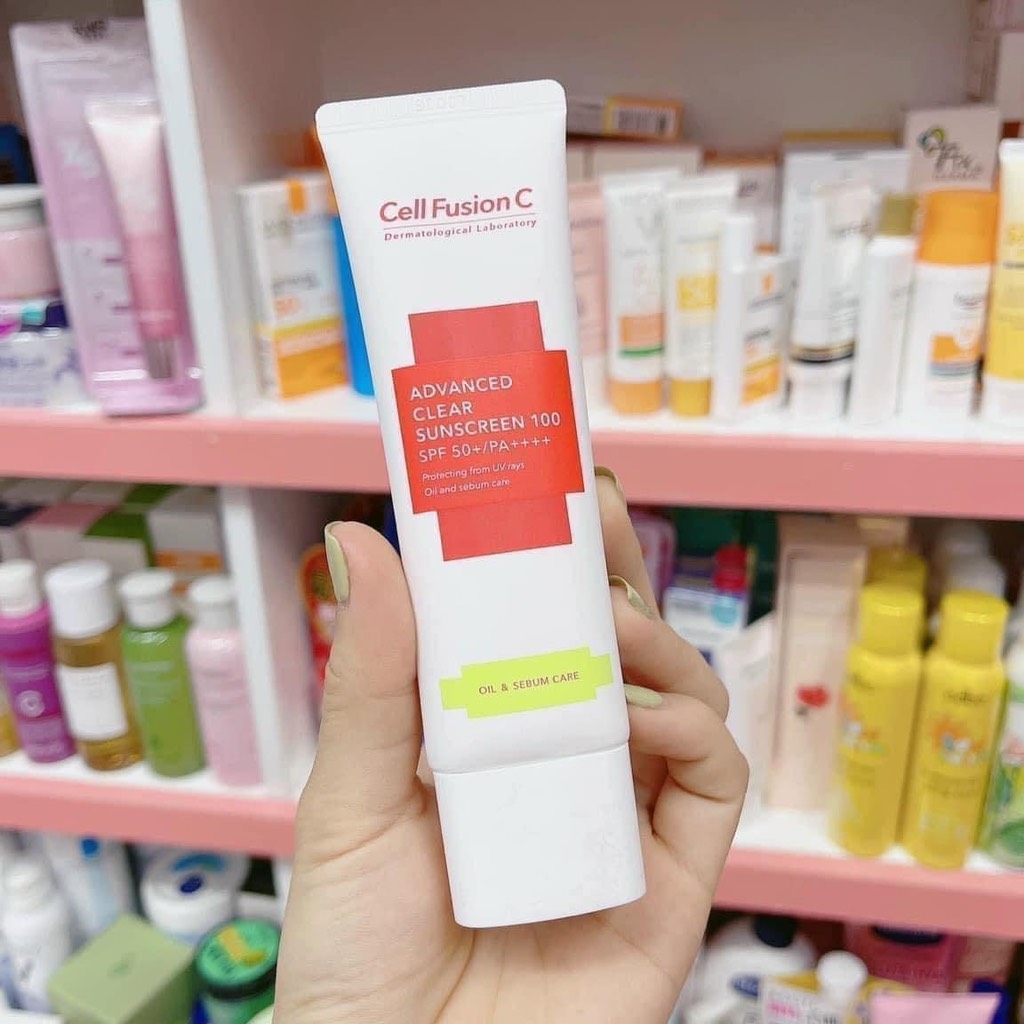 Cell Fusion C
Dermatological Laboratory
ADVANCED
CLEAR
SUNSCREEN 100
SPF 50+/PA++++
Protecting from UV rays
Oil and sebum care
OIL & SEBUM CARE